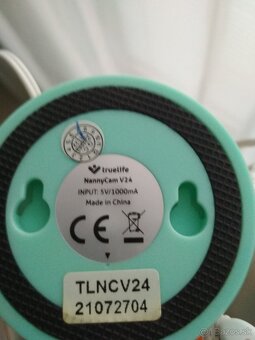 truelife
NannyCam V24
INPUT: 5V/1000mA
Made in China
CE
TLNCV24
21072704